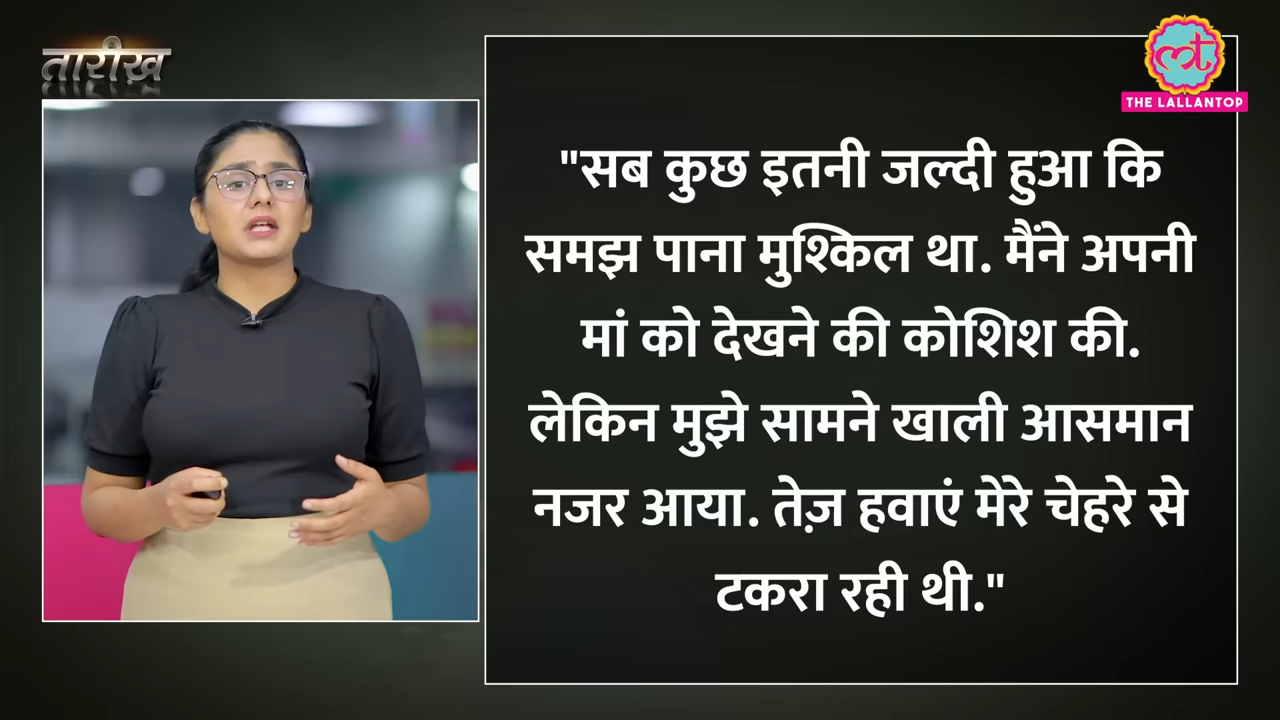 तारीख़
THE LALLANTOP
"सब कुछ इतनी जल्दी हुआ कि
समझ पाना मुश्किल था. मैंने अपनी
मां को देखने की कोशिश की.
लेकिन मुझे सामने खाली आसमान
नजर आया. तेज़ हवाएं मेरे चेहरे से
टकरा रही थी."